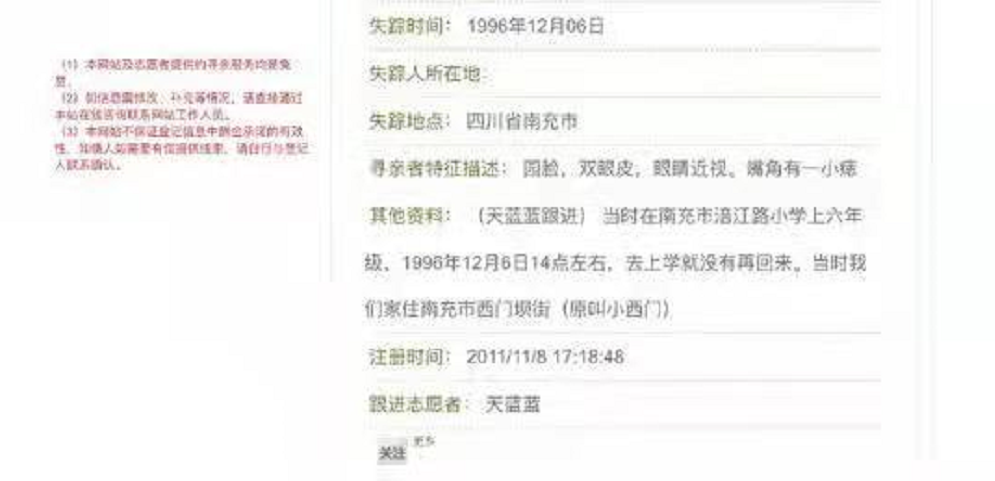 失踪时间： 1996年12月06日
失踪人所在地：
失踪地点： 四川省南充市
寻亲者特征描述： 园脸，双眼皮，眼睛近视。嘴角有一小痣
其他资料： （天蓝蓝跟进） 当时在南充市涪江路小学上六年
级，1996年12月6日14点左右，去上学就没有再回来。当时我
们家住南充市西门坝街（原叫小西门）
注册时间： 2011/11/8 17:18:48
跟进志愿者： 天蓝蓝
关注
更多
（1）本网站及志愿者提供的寻亲服务均是免
费。
（2）如信息需修改、补充等情况，请直接通过
本站在线咨询联系网站工作人员。
（3）本网站不保证登记信息中酬金承诺的有效
性，知情人如需要有偿提供线索，请自行与登记
人联系确认。